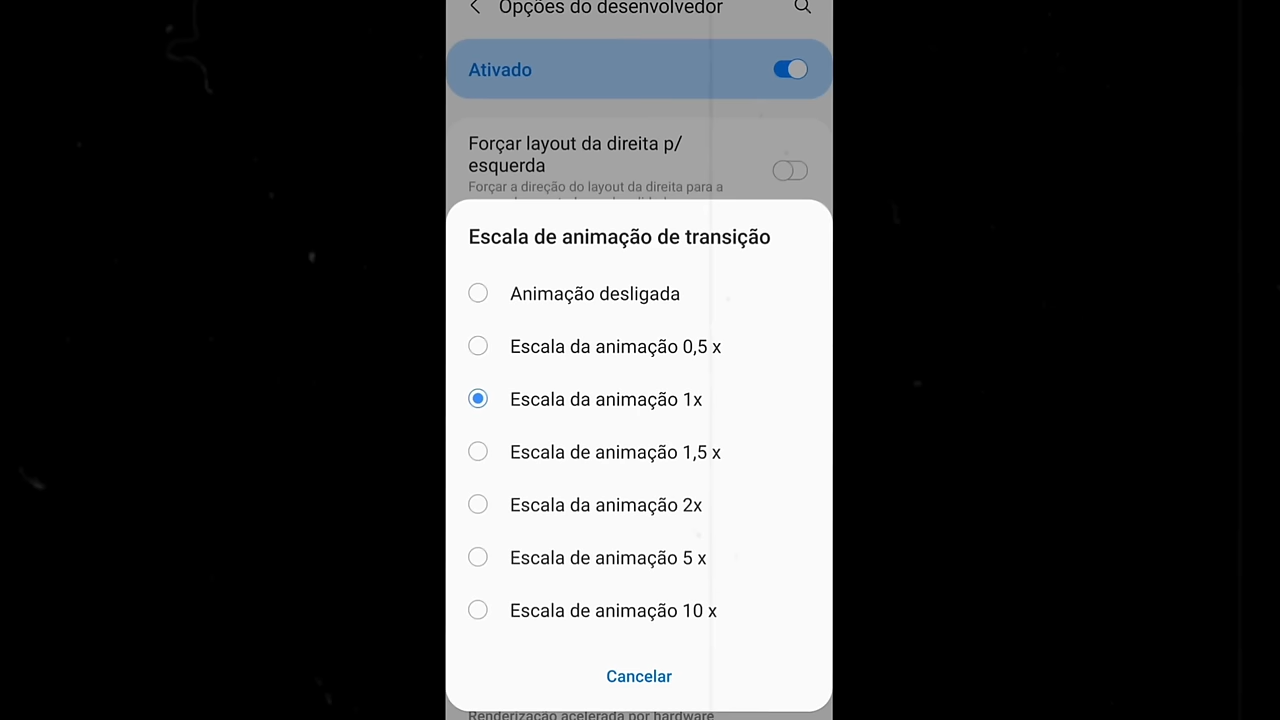 Opções do desenvolvedor
Ativado
Forçar layout da direita p/
esquerda
Forçar a direção do layout da direita para a
Escala de animação de transição
Animação desligada
Escala da animação 0,5 x
Escala da animação 1x
Escala de animação 1,5 x
Escala da animação 2x
Escala de animação 5 x
Escala de animação 10 x
Cancelar
Renderização acelerada por hardware